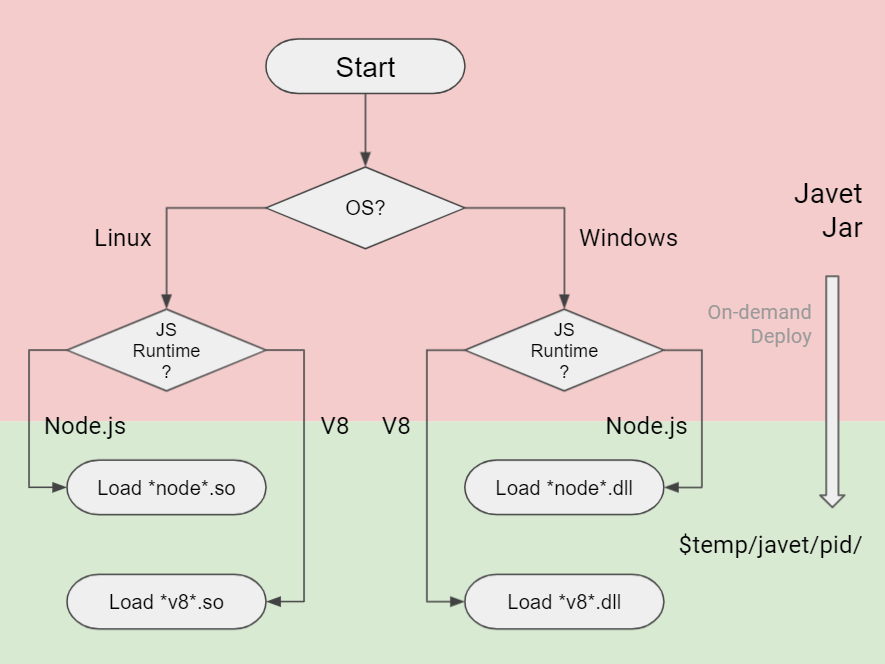 Start
OS?
Linux
Windows
Javet
Jar
On-demand
Deploy
JS
Runtime
?
JS
Runtime
?
Node.js
V8
V8
Node.js
Load *node*.so
Load *node*.dll
$temp/javet/pid/
Load *v8*.so
Load *v8*.dll